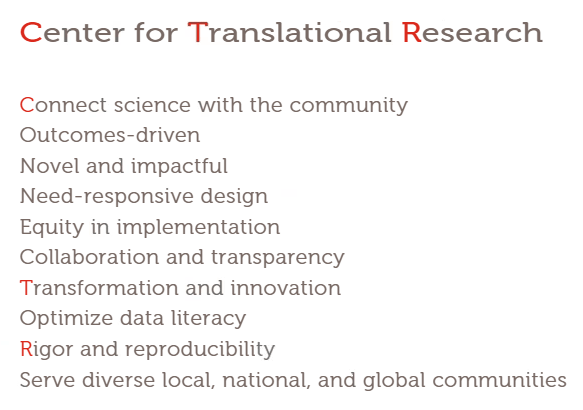 Center for Translational Research
Connect science with the community
Outcomes-driven
Novel and impactful
Need-responsive design
Equity in implementation
Collaboration and transparency
Transformation and innovation
Optimize data literacy
Rigor and reproducibility
Serve diverse local, national, and global communities